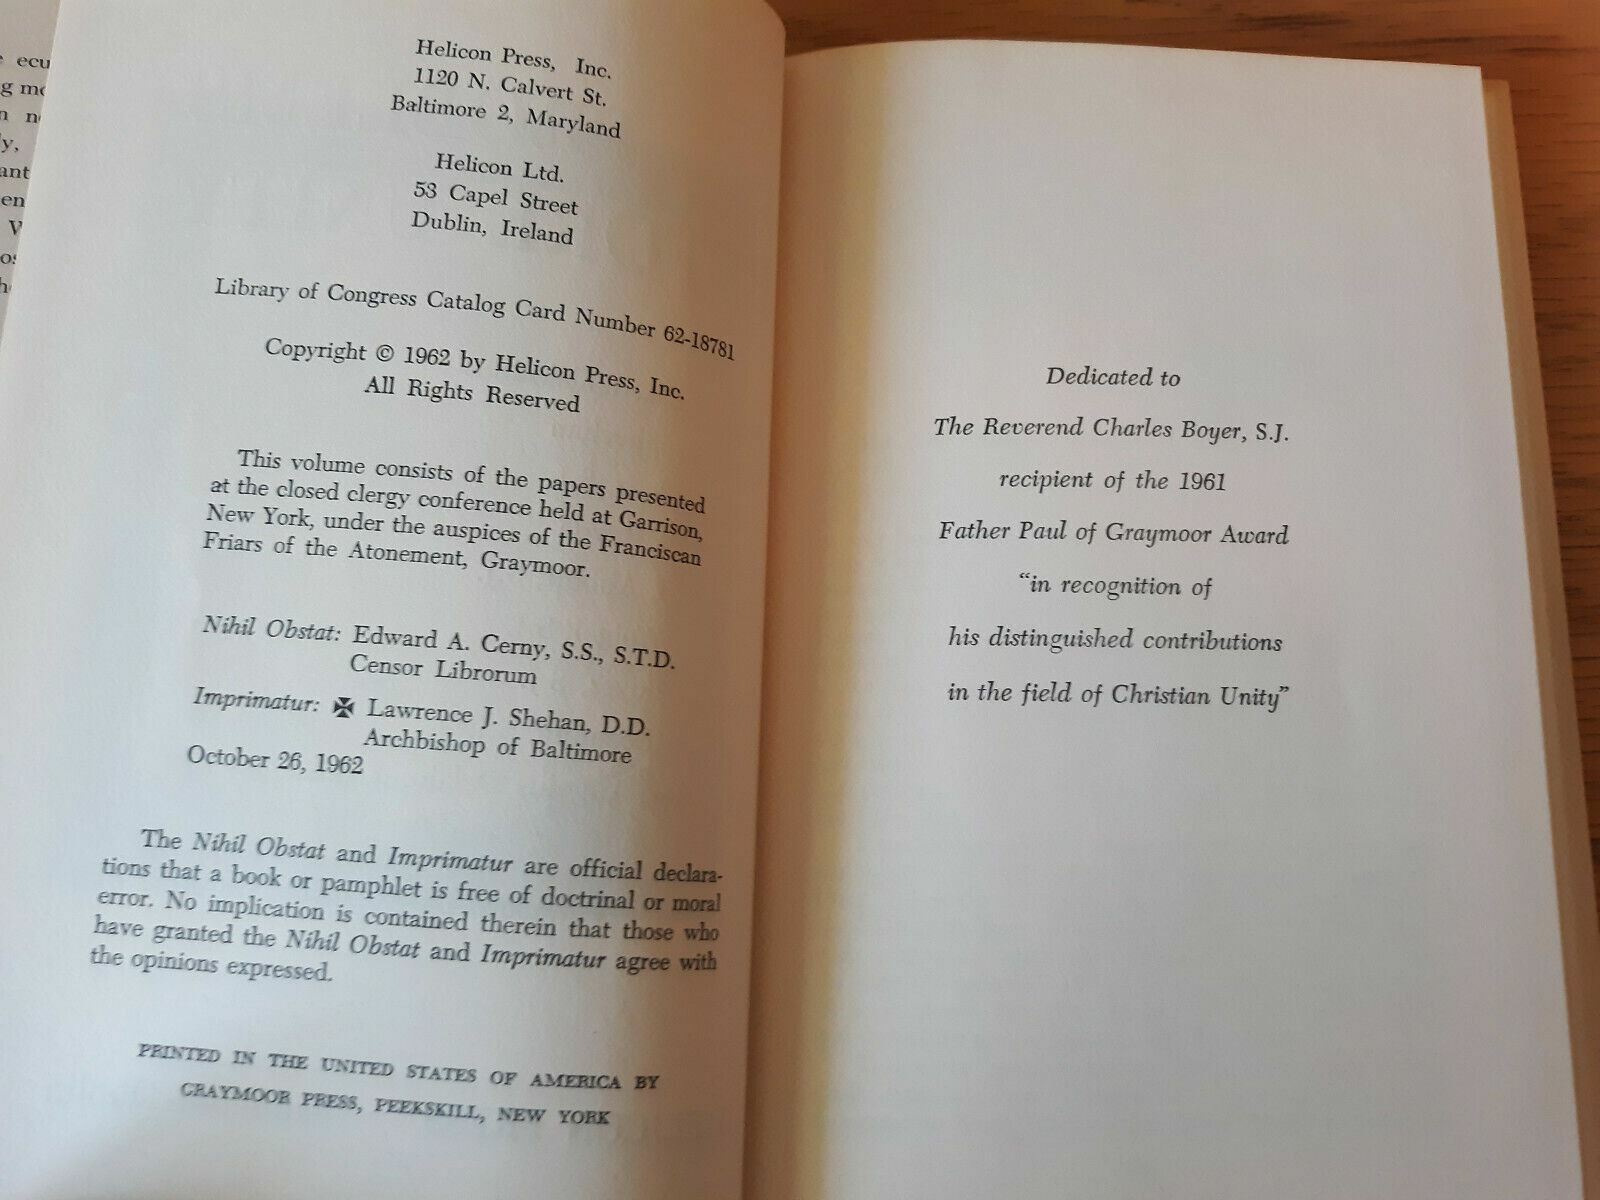 ecu
g mo
n
y,
ant
en
Helicon Press, Inc.
1120 N. Calvert St.
Baltimore 2, Maryland
Helicon Ltd.
53 Capel Street
Dublin, Ireland
Library of Congress Catalog Card Number 62-18781
Copyright © 1962 by Helicon Press, Inc.
All Rights Reserved
This volume consists of the papers presented
at the closed clergy conference held at Garrison,
New York, under the auspices of the Franciscan
Friars of the Atonement, Graymoor.
Nihil Obstat: Edward A. Cerny, S.S., S.T.D.
Censor Librorum
Imprimatur: ✠ Lawrence J. Shehan, D.D.
Archbishop of Baltimore
October 26, 1962
The Nihil Obstat and Imprimatur are official declara-
tions that a book or pamphlet is free of doctrinal or moral
error. No implication is contained therein that those who
have granted the Nihil Obstat and Imprimatur agree with
the opinions expressed.
PRINTED IN THE UNITED STATES OF AMERICA BY
GRAYMOOR PRESS, PEEKSKILL, NEW YORK
Dedicated to
The Reverend Charles Boyer, S.J.
recipient of the 1961
Father Paul of Graymoor Award
“in recognition of
his distinguished contributions
in the field of Christian Unity”